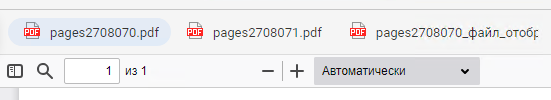 pages2708070.pdf pages2708071.pdf pages2708070_файл_отобр
1 из 1 Автоматически